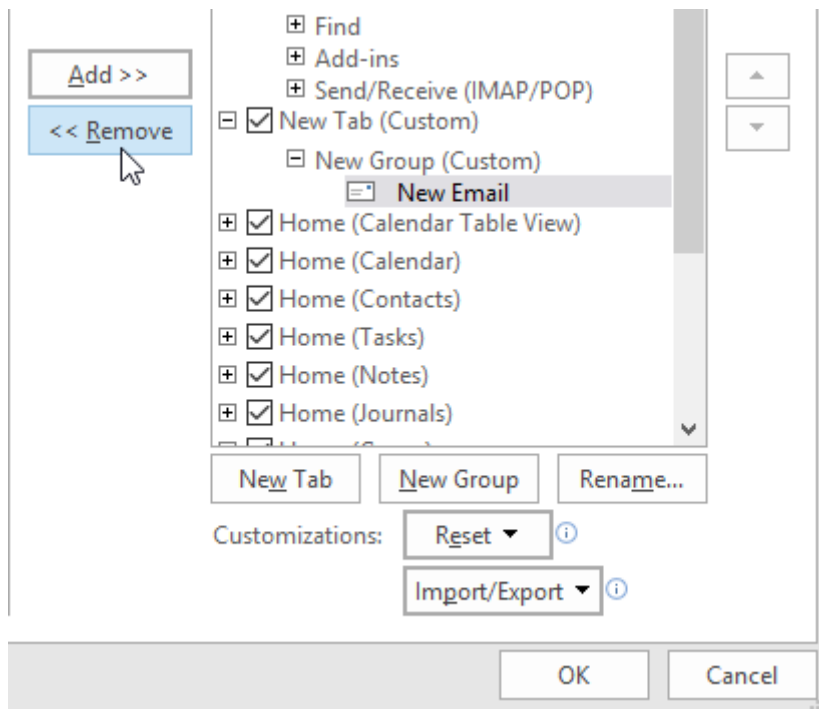 Find
Add-ins
Send/Receive (IMAP/POP)
New Tab (Custom)
New Group (Custom)
New Email
Home (Calendar Table View)
Home (Calendar)
Home (Contacts)
Home (Tasks)
Home (Notes)
Home (Journals)
Add >>
<< Remove
New Tab
New Group
Rename...
Customizations:
Reset
Import/Export
OK
Cancel